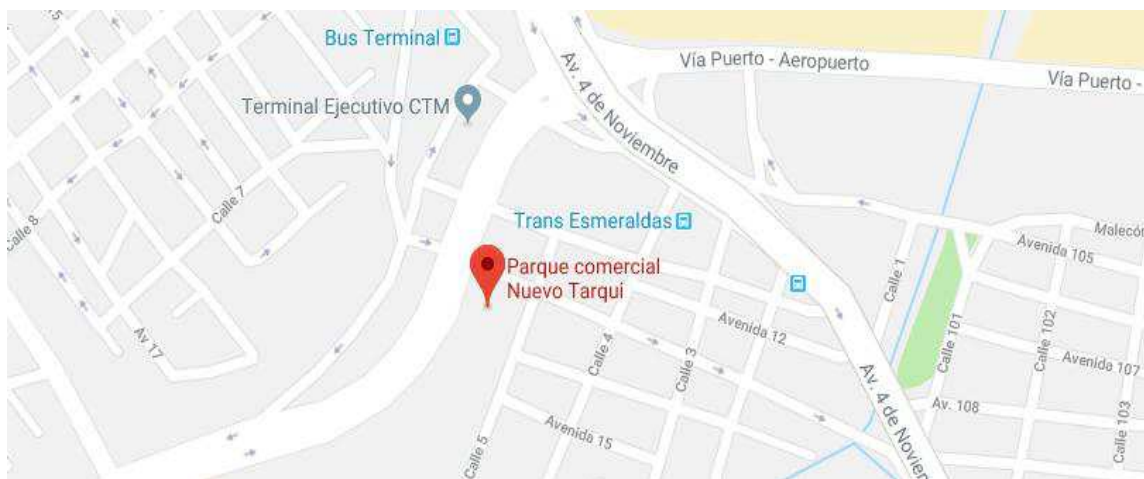 Bus Terminal
Vía Puerto - Aeropuerto
Vía Puerto -
Terminal Ejecutivo CTM
Av. 4 de Noviembre
Calle 7
Calle 8
Trans Esmeraldas
Malecón
Avenida 105
Parque comercial
Nuevo Tarqui
Calle 1
Avenida 12
Av 17
Calle 4
Calle 3
Calle 101
Calle 102
Avenida 107
Av. 4 de Noviem
Av. 108
Calle 103
Avenida 15
Calle 5